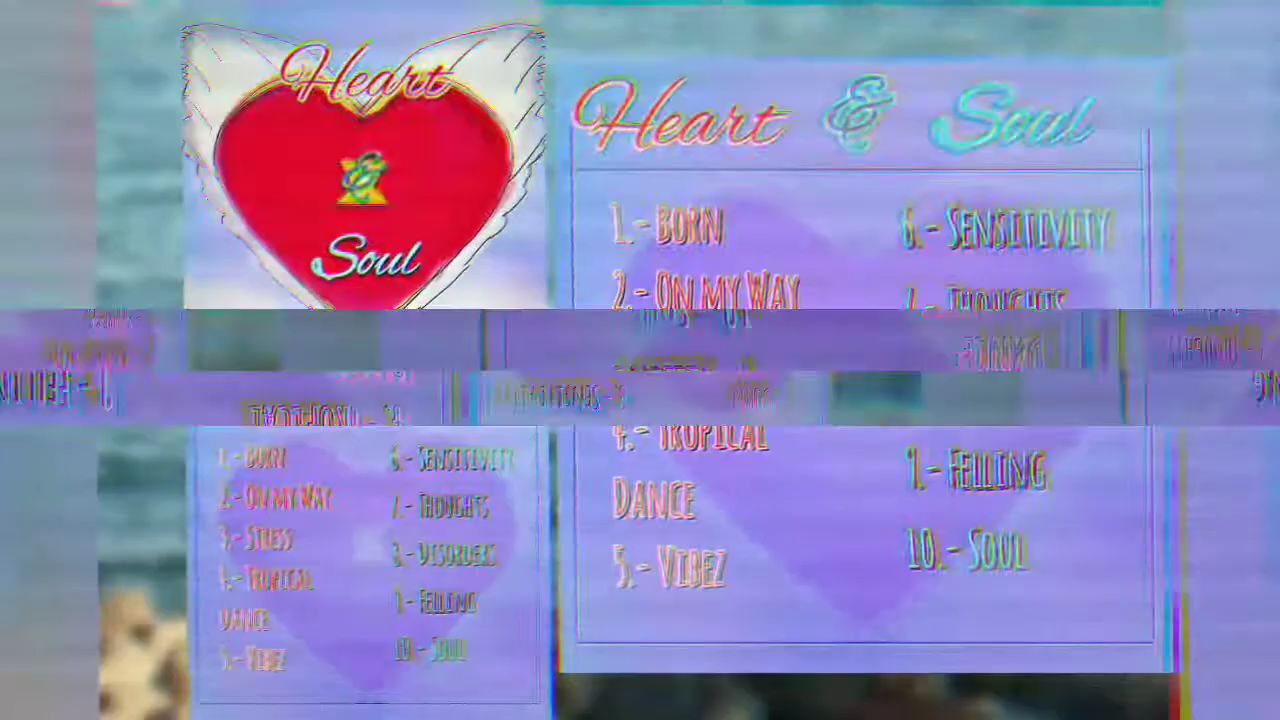 Heart
&
Soul
Heart & Soul
1.- Born
2.- On my Way
4.- Tropical
Dance
5.- Vibez
6.- Sensitivity
7.- Thoughts
9.- Felling
10.- Soul
1.- Born
2.- On my Way
3.- Stress
4.- Tropical
Dance
5.- Vibez
6.- Sensitivity
7.- Thoughts
8.- Disorders
9.- Felling
10.- Soul